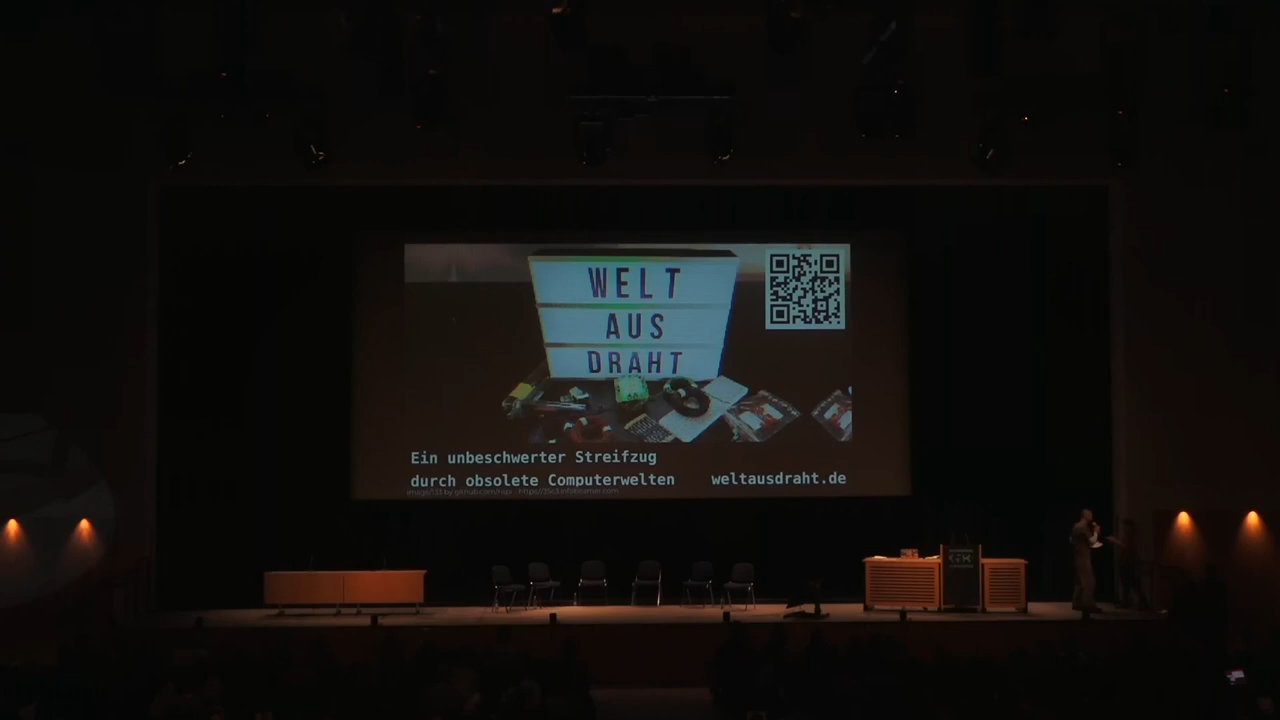 WELT
AUS
DRAHT
Ein unbeschwerter Streifzug
durch obsolete Computerwelten weltausdraht.de